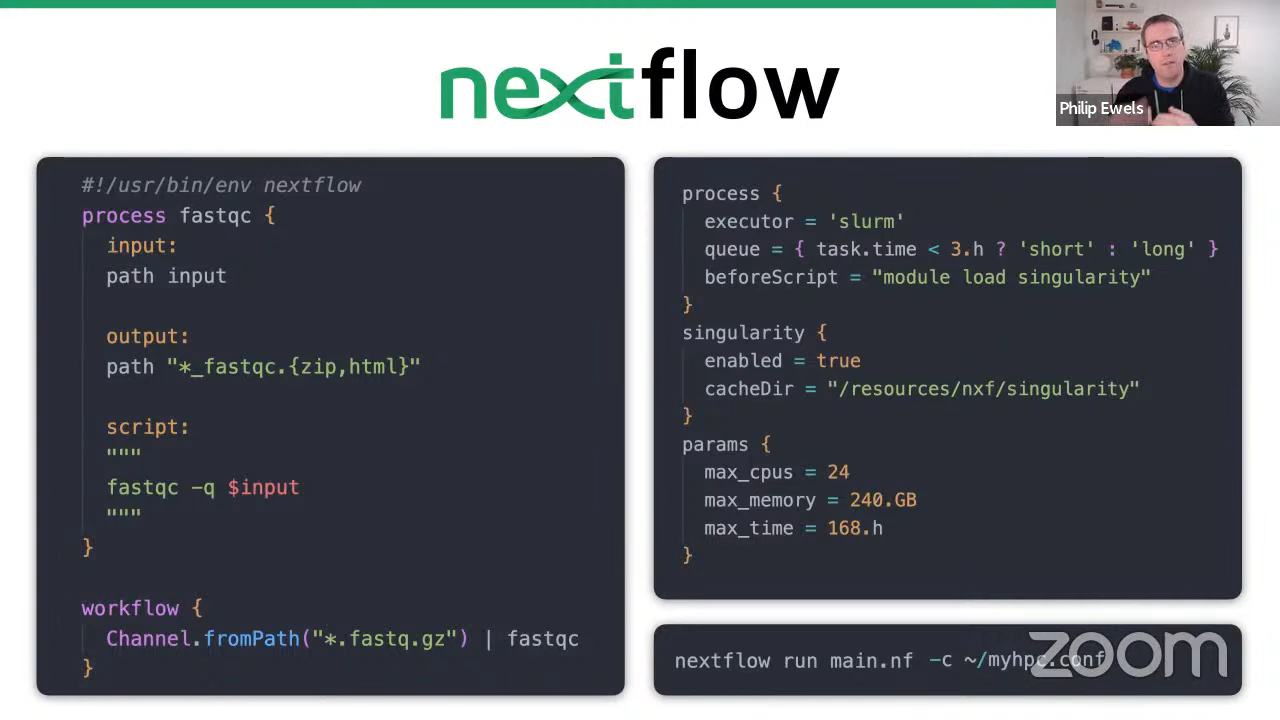 nextflow
Philip Ewels
#!/usr/bin/env nextflow
process fastqc {
input:
path input
output:
path "*_fastqc.{zip,html}"
script:
"""
fastqc -q $input
"""
}
workflow {
Channel.fromPath("*.fastq.gz") | fastqc
}
process {
executor = 'slurm'
queue = { task.time < 3.h ? 'short' : 'long' }
beforeScript = "module load singularity"
}
singularity {
enabled = true
cacheDir = "/resources/nxf/singularity"
}
params {
max_cpus = 24
max_memory = 240.GB
max_time = 168.h
}
nextflow run main.nf -c ~/myhpc.conf
zoom